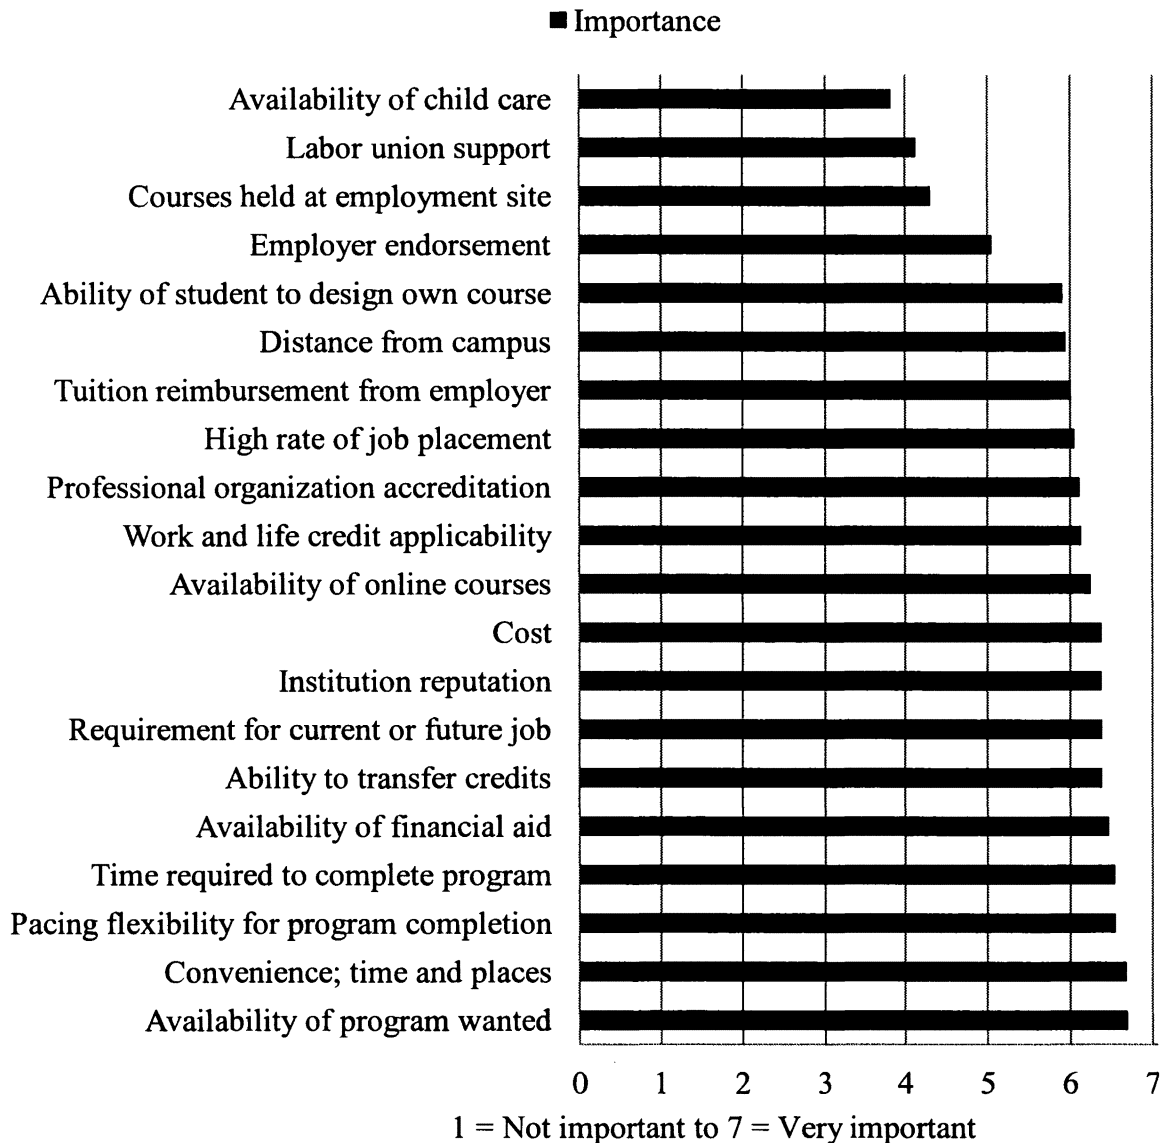 Importance
Availability of child care
Labor union support
Courses held at employment site
Employer endorsement
Ability of student to design own course
Distance from campus
Tuition reimbursement from employer
High rate of job placement
Professional organization accreditation
Work and life credit applicability
Availability of online courses
Cost
Institution reputation
Requirement for current or future job
Ability to transfer credits
Availability of financial aid
Time required to complete program
Pacing flexibility for program completion
Convenience; time and places
Availability of program wanted
0 1 2 3 4 5 6 7
1 = Not important to 7 = Very important